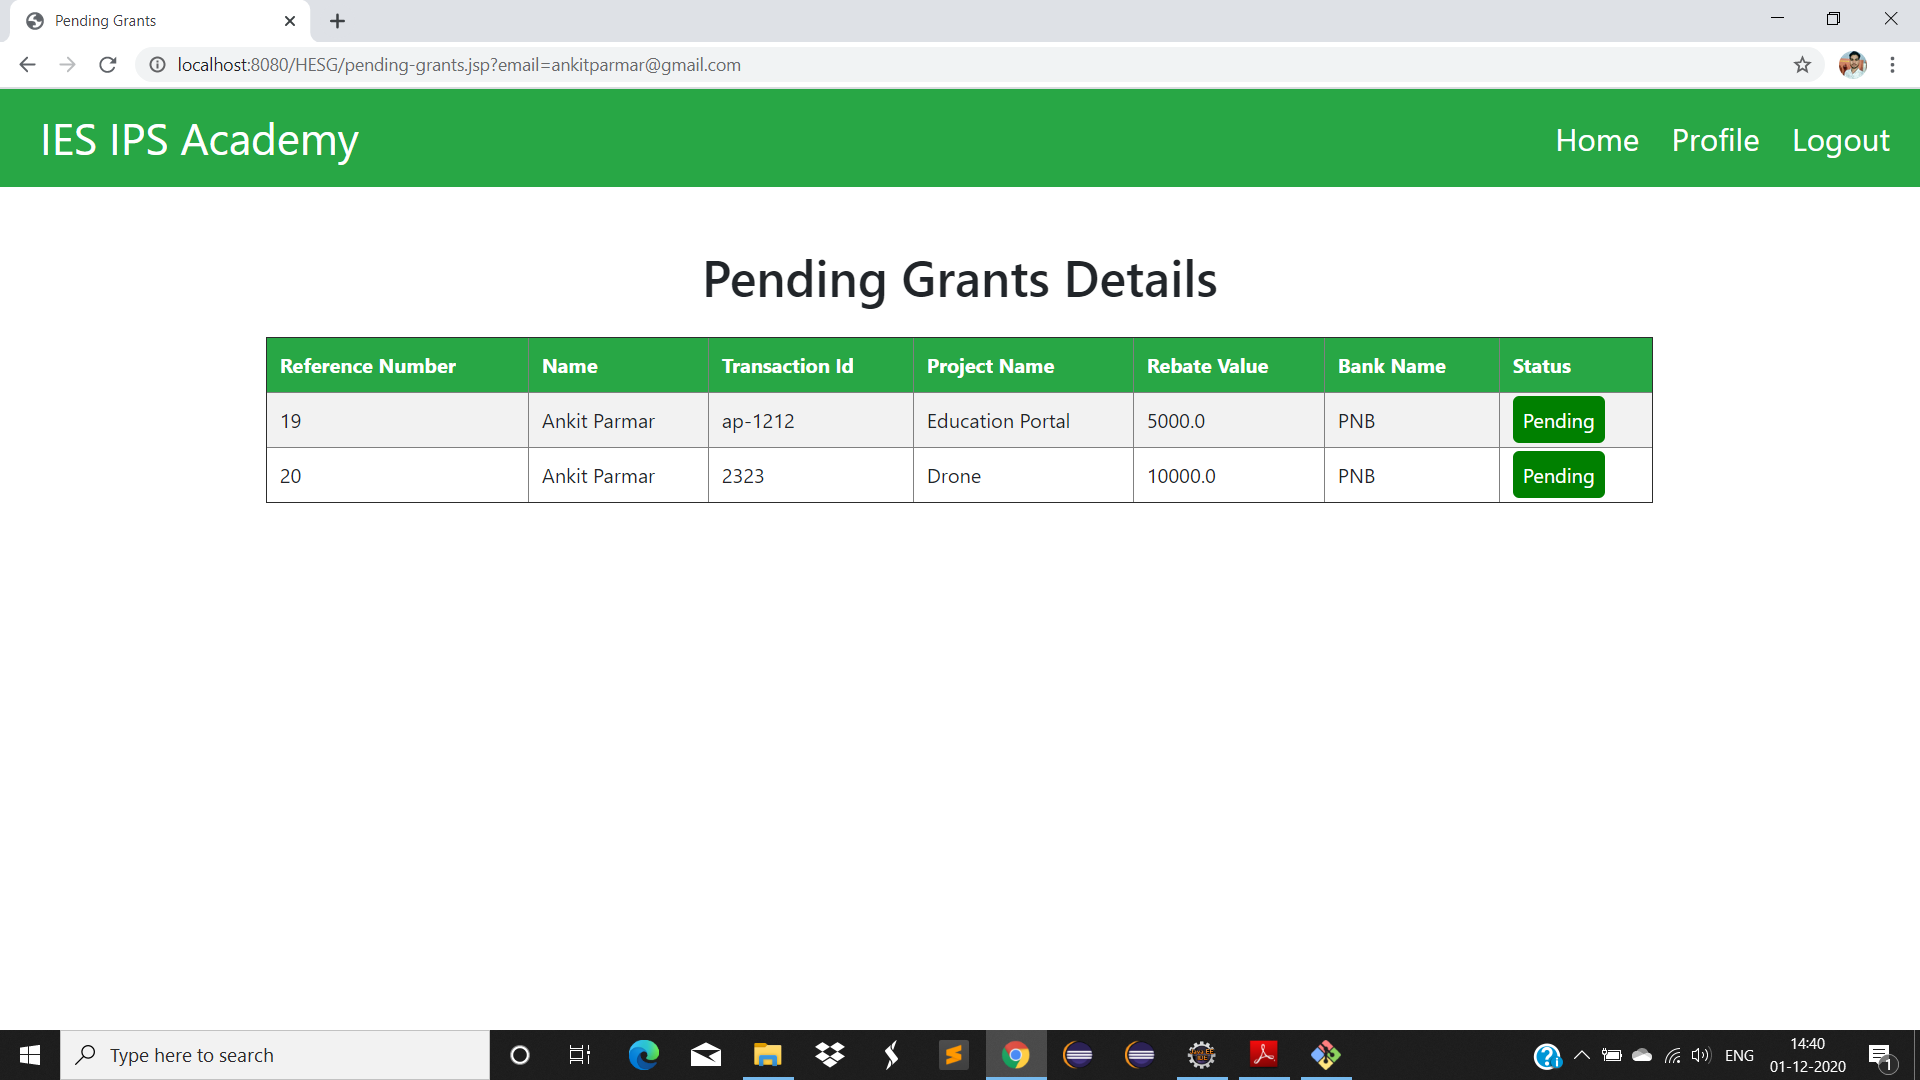 Pending Grants
localhost:8080/HESG/pending-grants.jsp?email=ankitparmar@gmail.com
IES IPS Academy Home Profile Logout
Pending Grants Details
Reference Number Name Transaction Id Project Name Rebate Value Bank Name Status
19 Ankit Parmar ap-1212 Education Portal 5000.0 PNB Pending
20 Ankit Parmar 2323 Drone 10000.0 PNB Pending
Type here to search
ENG
14:40
01-12-2020
1